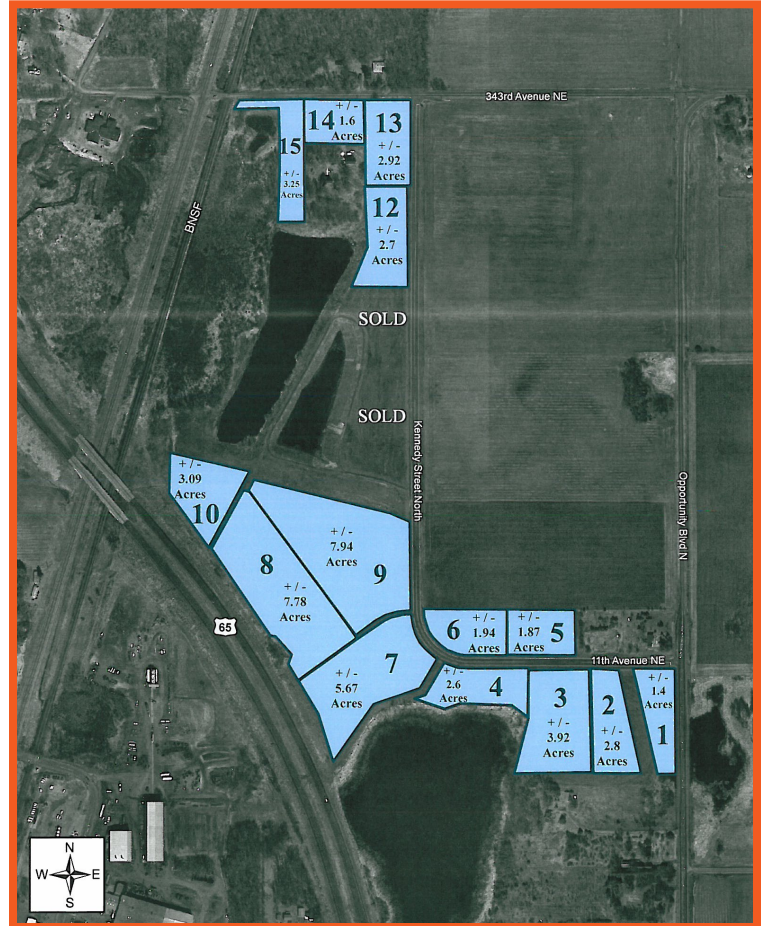 343rd Avenue NE
14 + / -
1.6
Acres
13
+ / -
2.92
Acres
15
+ / -
3.25
Acres
12
+ / -
2.7
Acres
BNSF
SOLD
SOLD
Kennedy Street North
Opportunity Blvd N
+ / -
3.09
Acres
10
+ / -
7.94
Acres
9
8
+ / -
7.78
Acres
65
6
+ / -
1.94
Acres
+ / -
1.87
Acres
5
11th Avenue NE
7
+ / -
5.67
Acres
+ / -
2.6
Acres
4
3
+ / -
3.92
Acres
2
+ / -
2.8
Acres
+ / -
1.4
Acres
1
N
W E
S